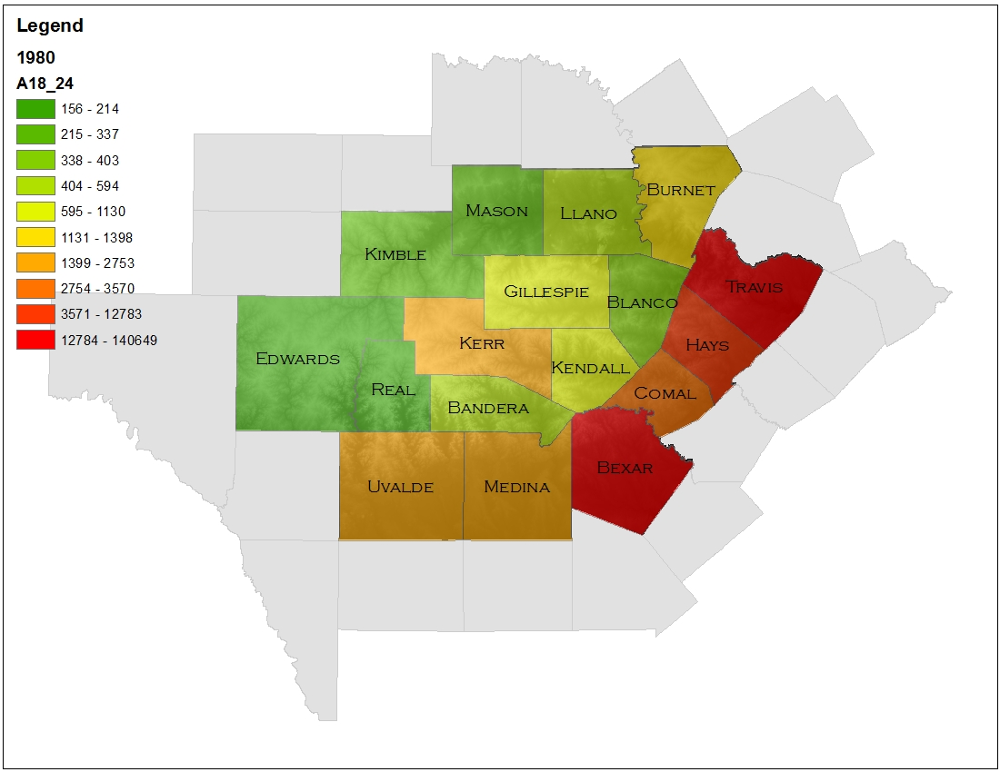 Legend
1980
A18_24
156 - 214
215 - 337
338 - 403
404 - 594
595 - 1130
1131 - 1398
1399 - 2753
2754 - 3570
3571 - 12783
12784 - 140649
BURNET
MASON
LLANO
KIMBLE
GILLESPIE
TRAVIS
BLANCO
KERR
HAYS
EDWARDS
KENDALL
REAL
COMAL
BANDERA
BEXAR
UVALDE
MEDINA